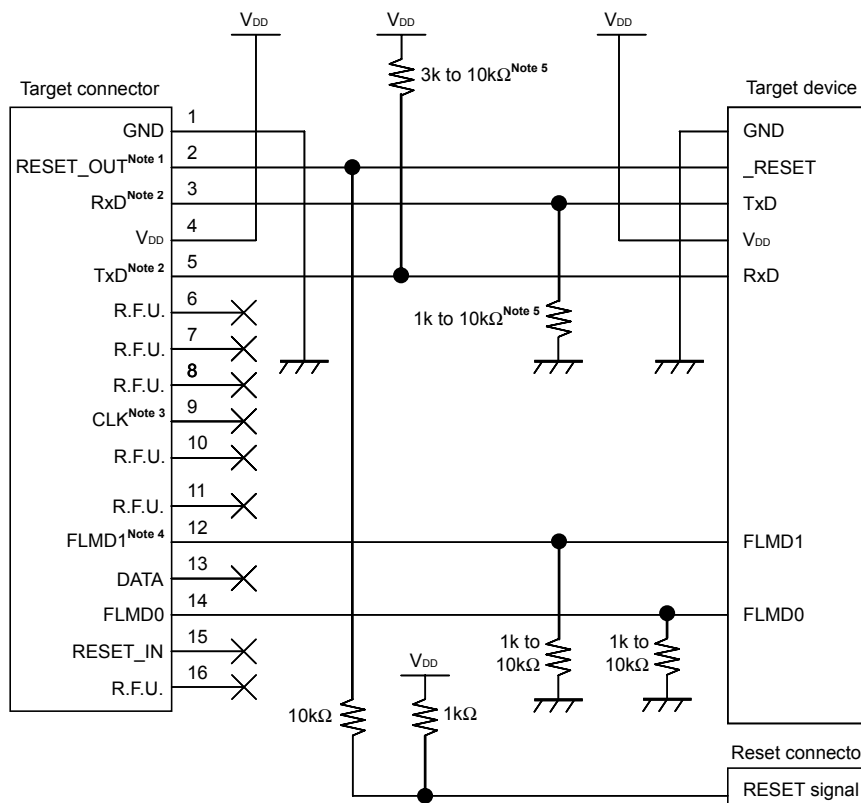 VDD
VDD
VDD
3k to 10kΩNote 5
Target connector
Target device
1
GND
GND
2
RESET_OUTNote 1
_RESET
3
RxDNote 2
TxD
4
VDD
VDD
5
TxDNote 2
RxD
6
R.F.U.
1k to 10kΩNote 5
7
R.F.U.
8
R.F.U.
9
CLKNote 3
10
R.F.U.
11
R.F.U.
12
FLMD1Note 4
FLMD1
13
DATA
14
FLMD0
FLMD0
15
RESET_IN
1k to
10kΩ
1k to
10kΩ
16
R.F.U.
VDD
10kΩ
1kΩ
Reset connecto
RESET signal